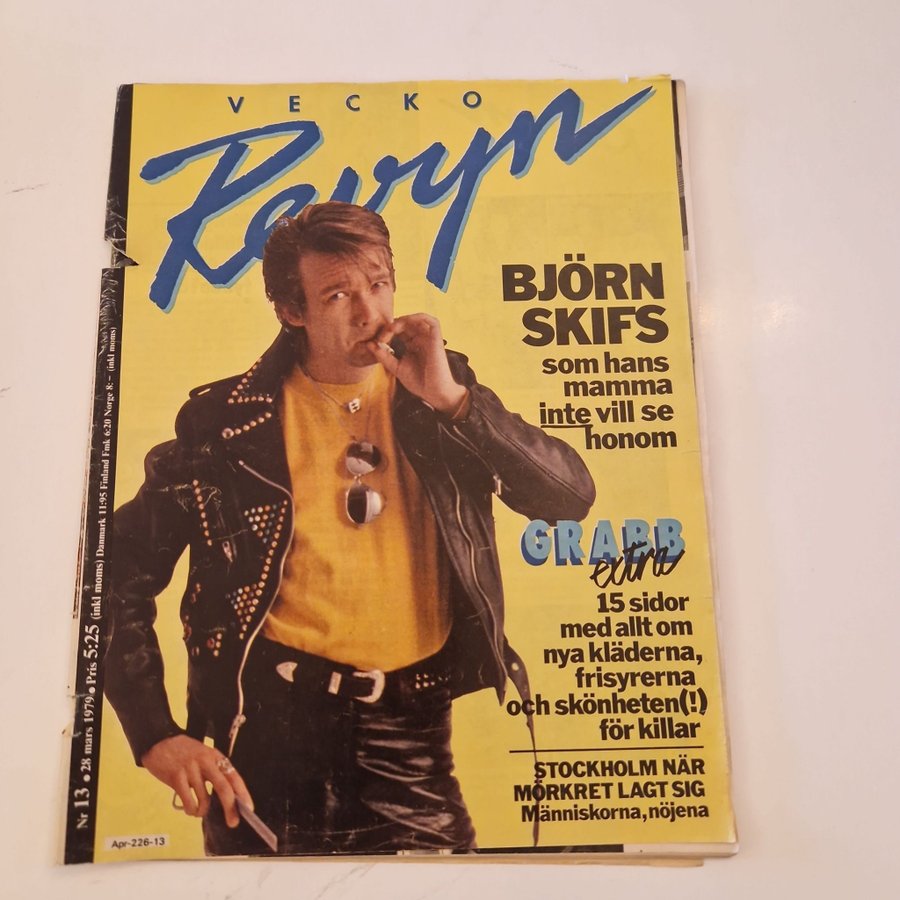 VECKO
Revyn
BJÖRN
SKIFS
som hans
mamma
inte vill se
honom
GRABB
extra
15 sidor
med allt om
nya kläderna,
frisyrerna
och skönheten(!)
för killar
STOCKHOLM NÄR
MÖRKRET LAGT SIG
Människorna, nöjena
Nr 13 ● 28 mars 1979 ● Pris 5:25 (inkl moms) Danmark 11:95 Finland Fmk 6:20 Norge 8:- (inkl moms)
Apr-226-13